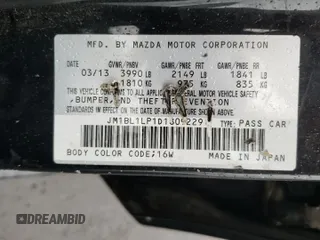 MFD. BY MAZDA MOTOR CORPORATION
GVWR/PNBV GAWR/PNBE FRT GAWR/PNBE RR
03/13 3990 LB 2149 LB 1841 LB
1810 KG 975 KG 835 KG
THIS VEHICLE CONFORMS TO ALL APPLICABLE FEDERAL MOTOR VEHICLE SAFETY,
BUMPER, AND THEFT PREVENTION
STANDARDS IN EFFECT ON THE DATE OF MANUFACTURE SHOWN ABOVE.
TYPE: PASS CAR
BODY COLOR CODE: 16W MADE IN JAPAN
DREAMBID